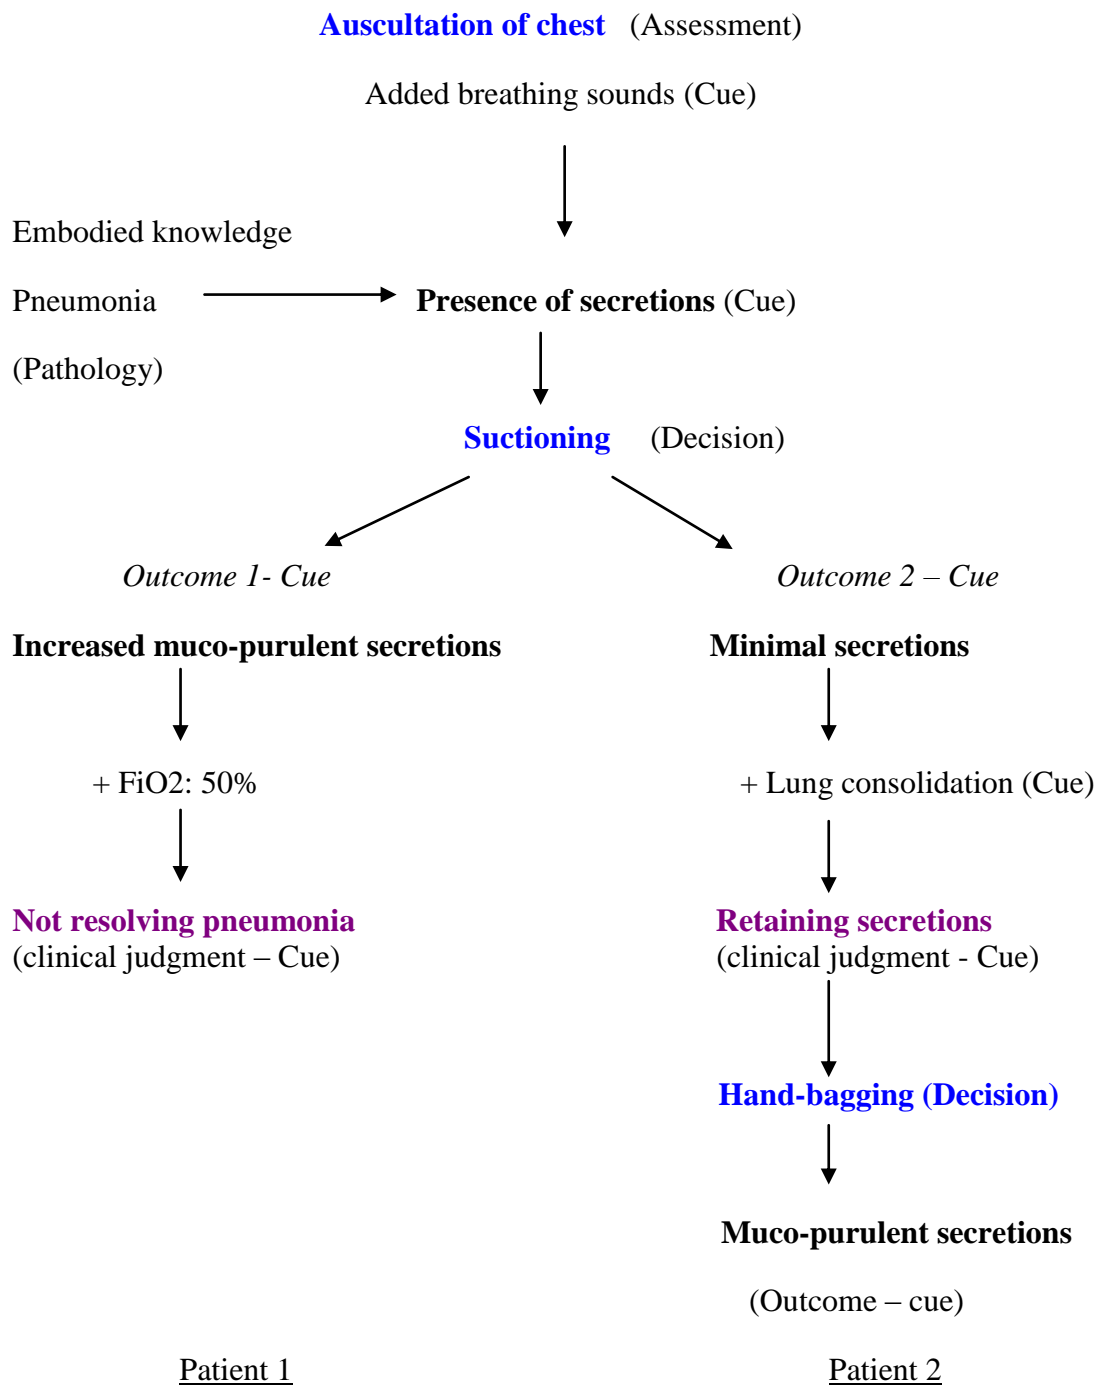 Auscultation of chest (Assessment)
Added breathing sounds (Cue)
Embodied knowledge
Pneumonia
Presence of secretions (Cue)
(Pathology)
Suctioning (Decision)
Outcome 1- Cue
Outcome 2 – Cue
Increased muco-purulent secretions
Minimal secretions
+ FiO2: 50%
+ Lung consolidation (Cue)
Not resolving pneumonia
(clinical judgment – Cue)
Retaining secretions
(clinical judgment - Cue)
Hand-bagging (Decision)
Muco-purulent secretions
(Outcome – cue)
Patient 1
Patient 2